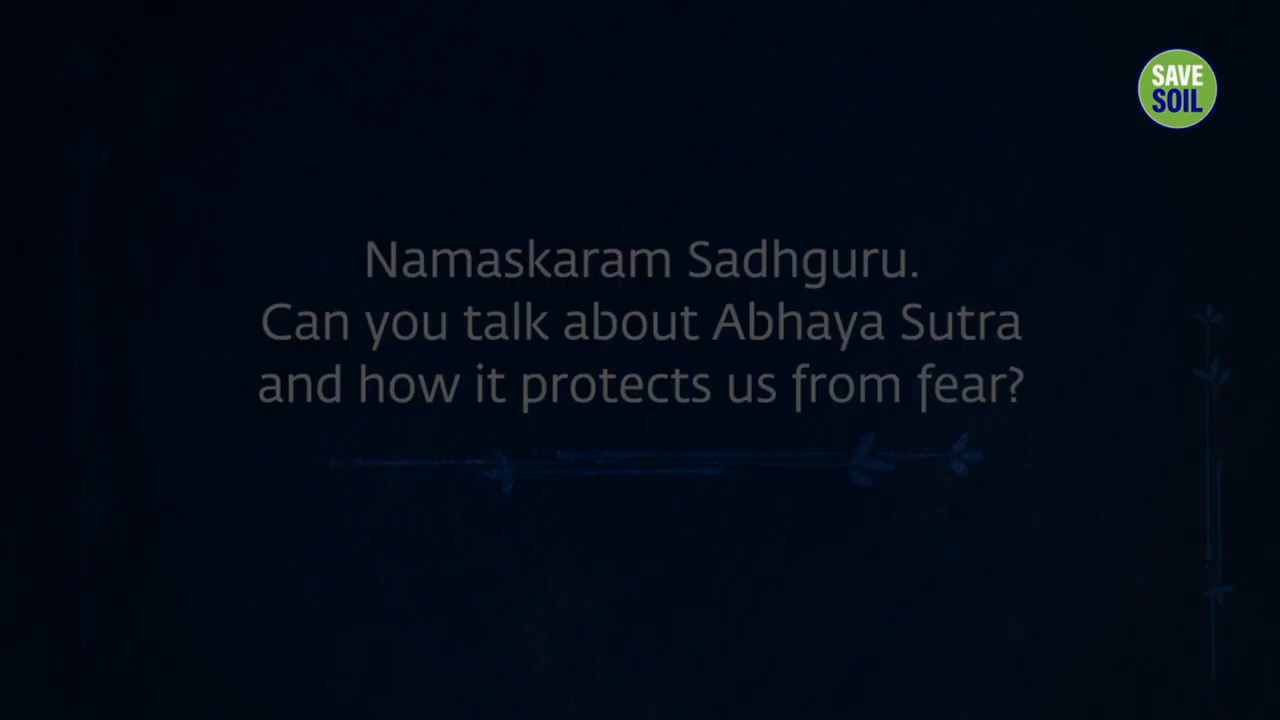 SAVE
SOIL
Namaskaram Sadhguru.
Can you talk about Abhaya Sutra
and how it protects us from fear?